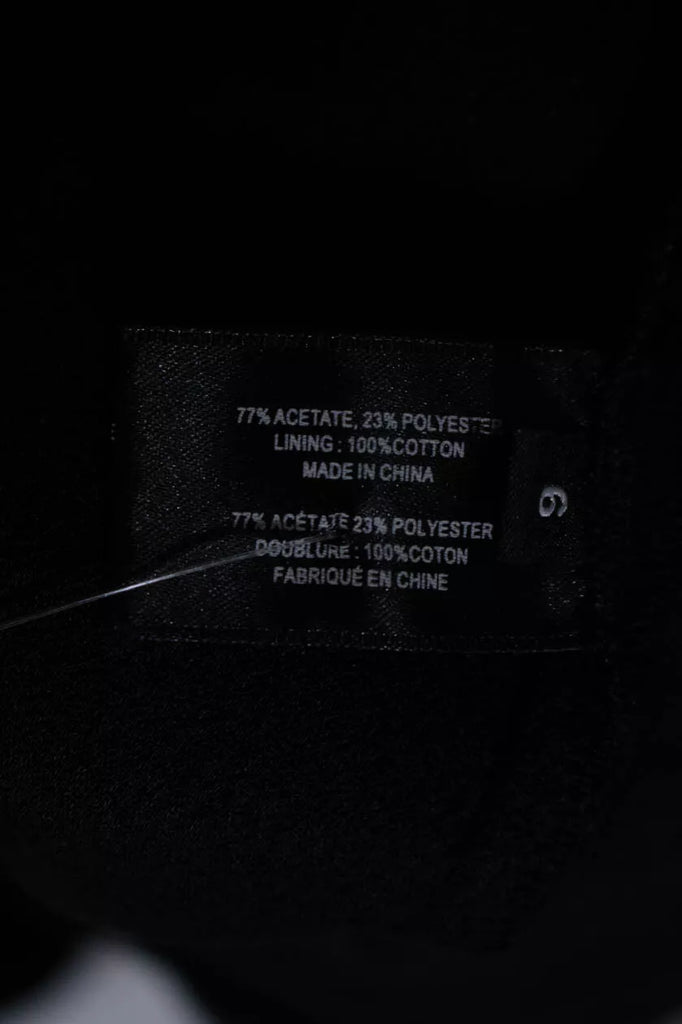 77% ACETATE, 23% POLYESTER
LINING : 100%COTTON
MADE IN CHINA
77% ACÉTATE 23% POLYESTER
DOUBLURE : 100%COTON
FABRIQUÉ EN CHINE
6